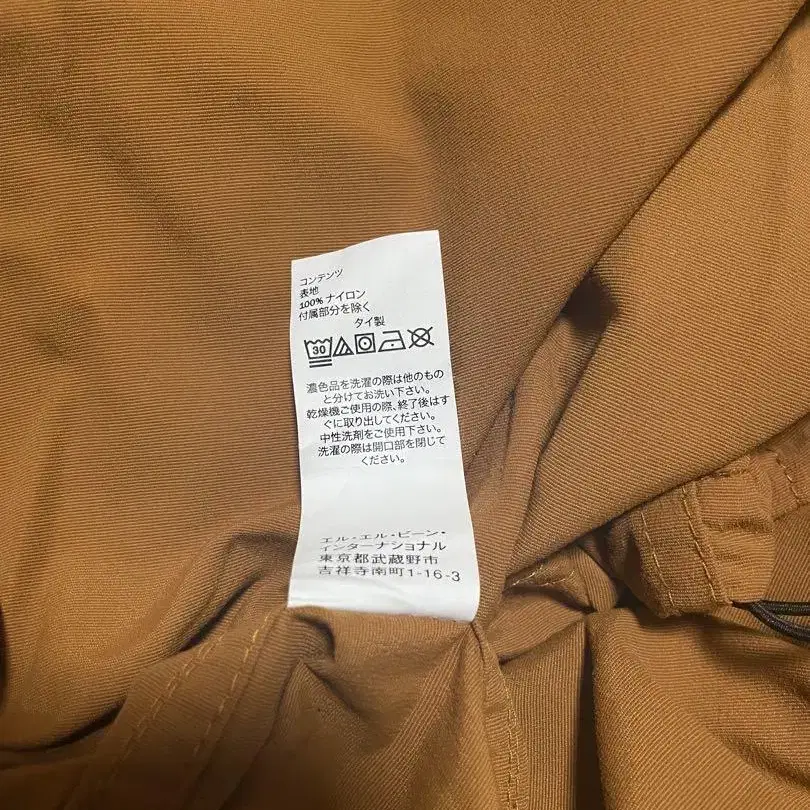 コンテンツ
表地
100% ナイロン
付属部分を除く
タイ製
30
濃色品を洗濯の際は他のもの
と分けてお洗い下さい。
乾燥機ご使用の際、終了後はす
ぐに取り出してください。
中性洗剤をご使用下さい。
洗濯の際は開口部を閉じて
ください。
エル・エル・ビーン・
インターナショナル
東京都武蔵野市
吉祥寺南町1-16-3